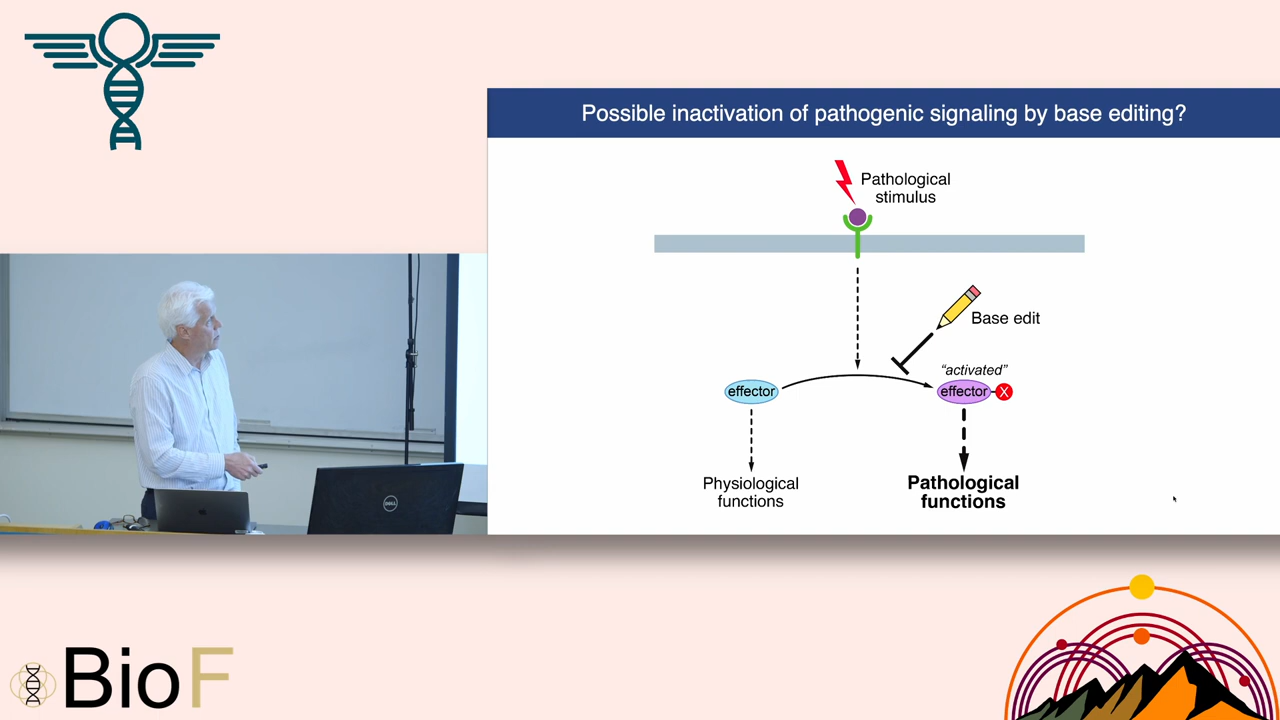 Possible inactivation of pathogenic signaling by base editing?
Pathological
stimulus
Base edit
"activated"
effector
effector
X
Physiological
functions
Pathological
functions
DELL
BioF